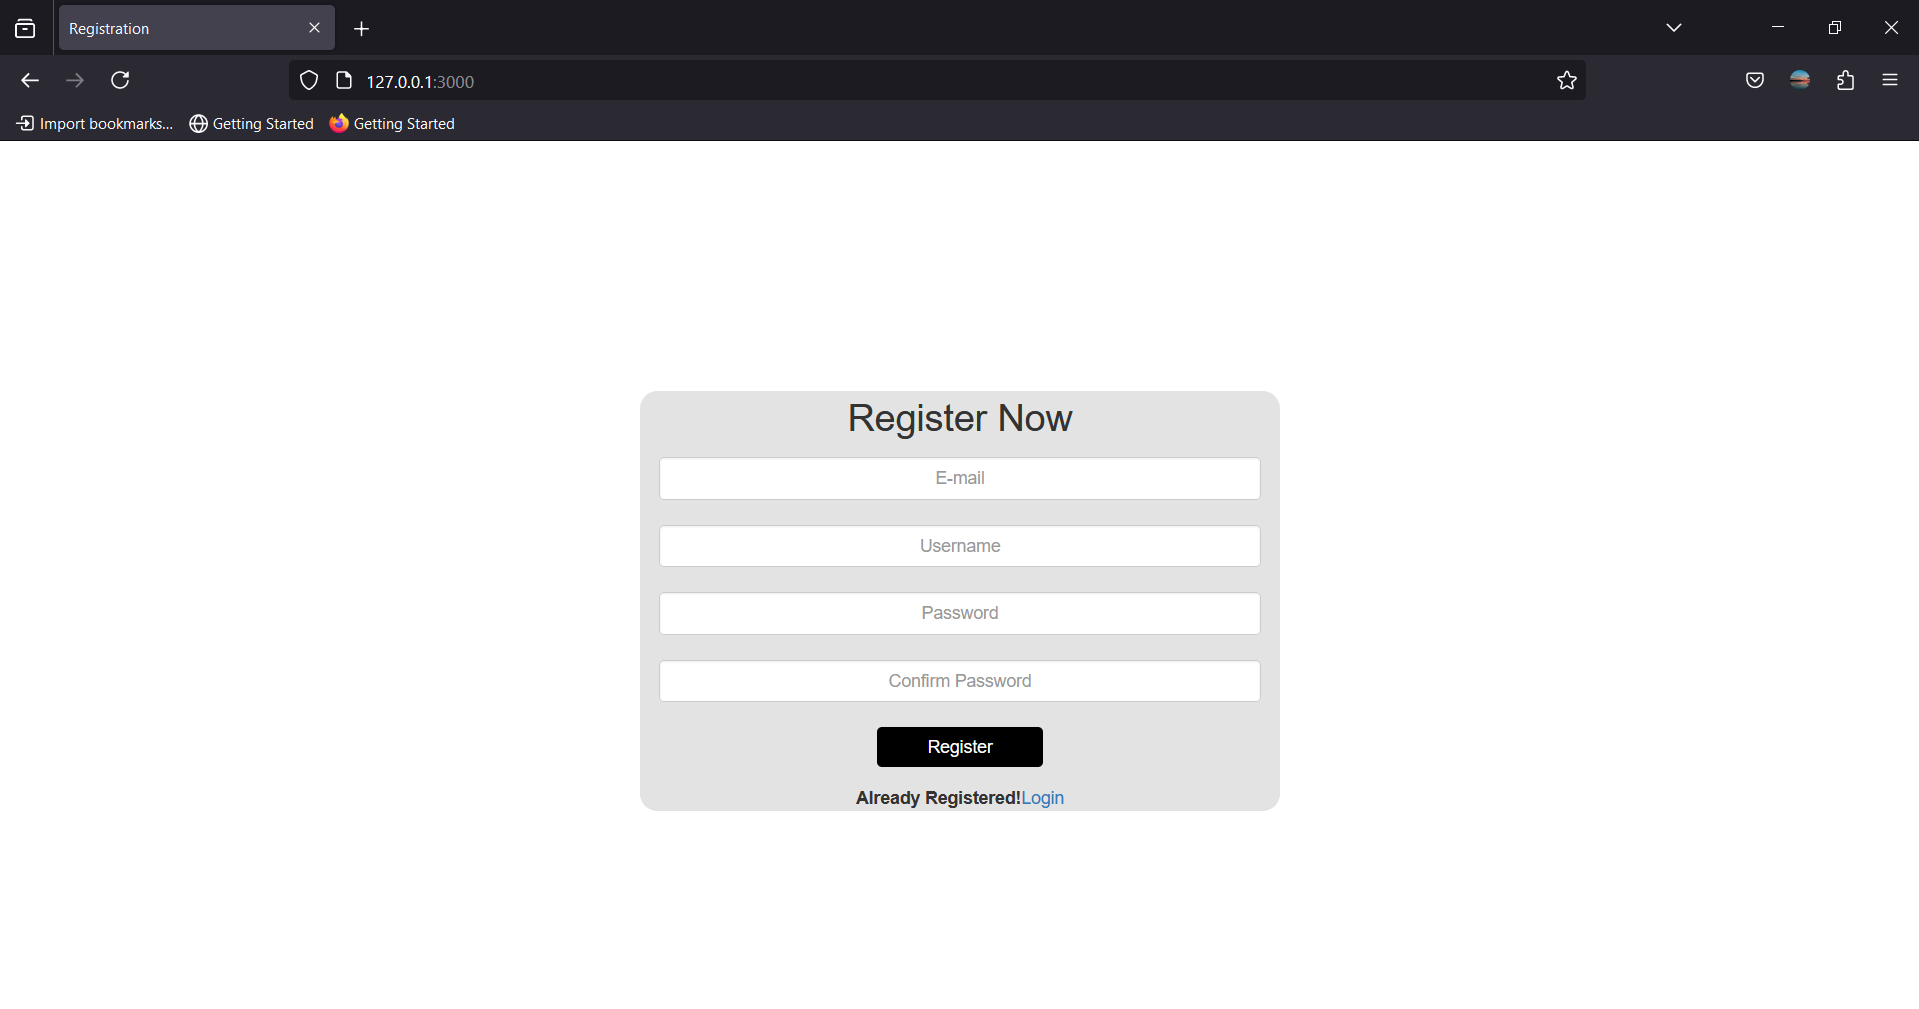 Registration
127.0.0.1:3000
Import bookmarks... Getting Started Getting Started
Register Now
E-mail
Username
Password
Confirm Password
Register
Already Registered!Login